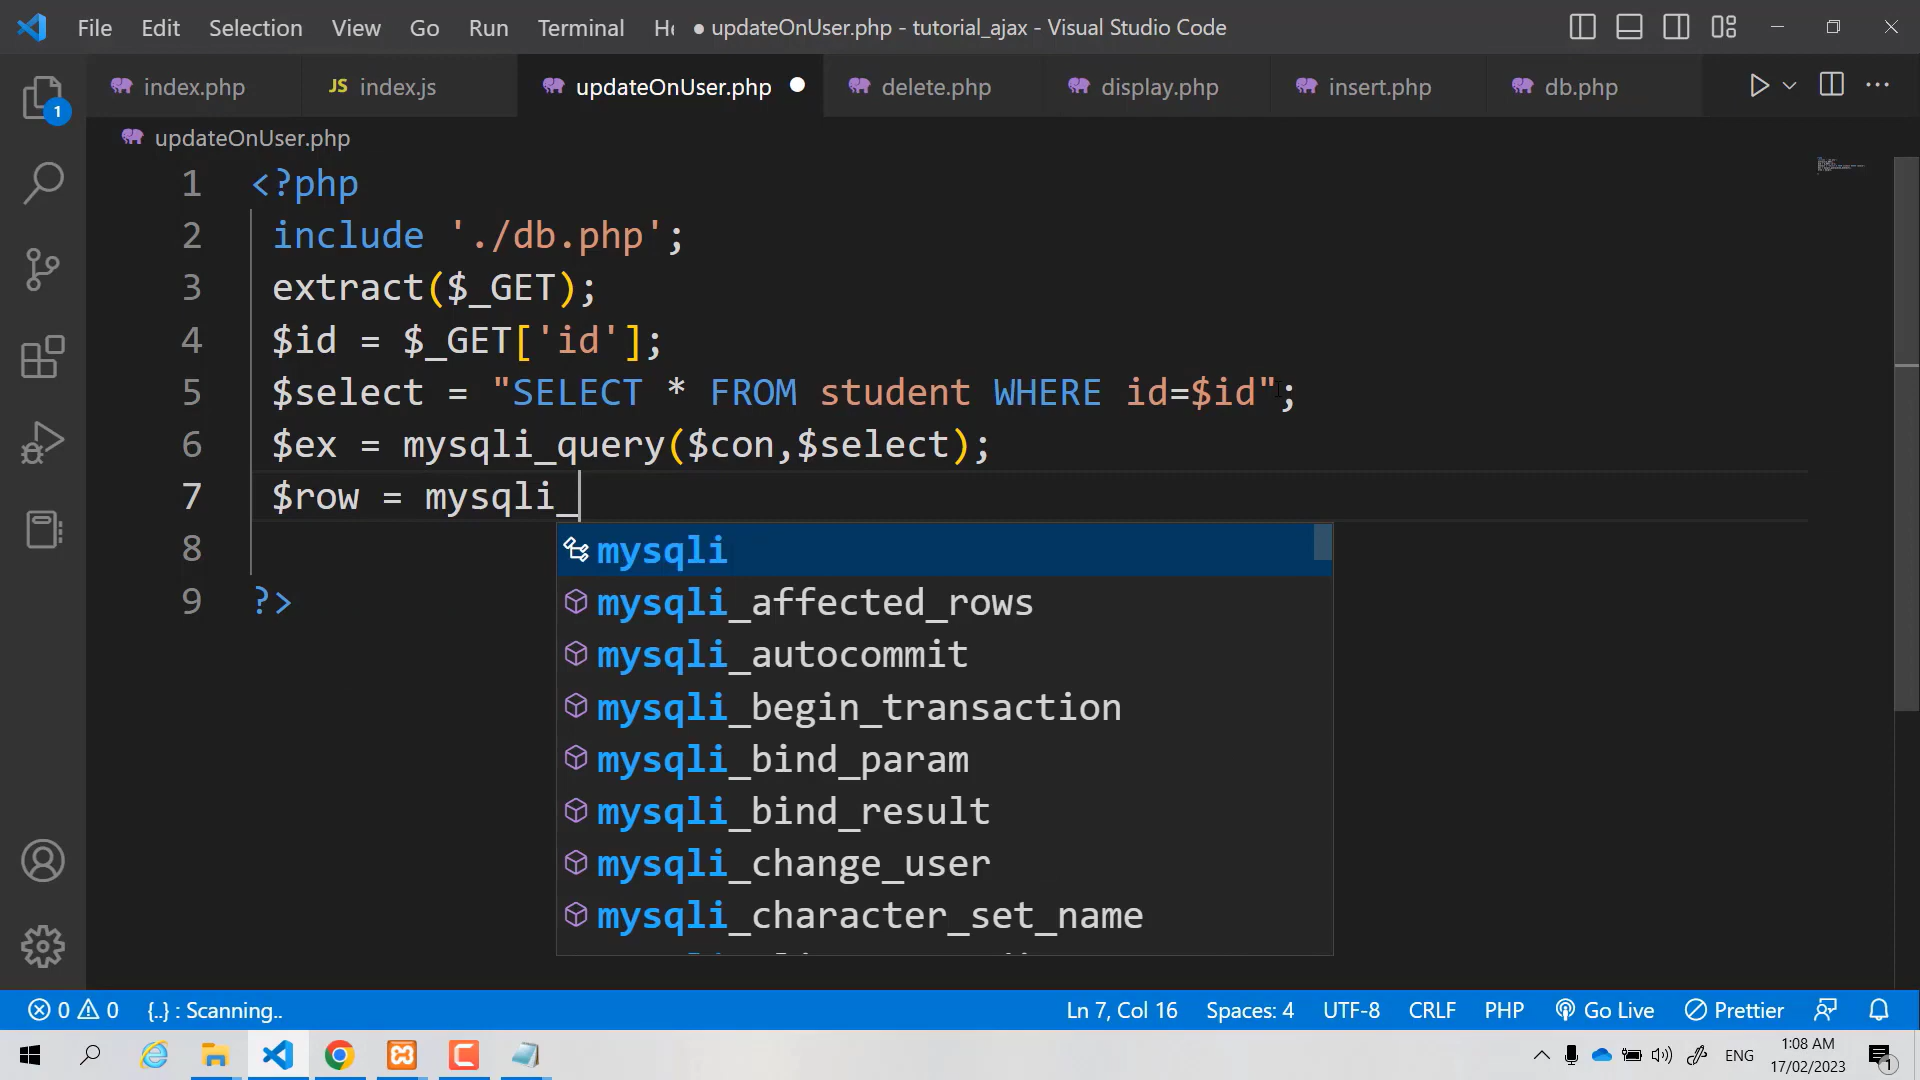 File Edit Selection View Go Run Terminal He ● updateOnUser.php - tutorial_ajax - Visual Studio Code
index.php JS index.js updateOnUser.php ● delete.php display.php insert.php db.php
updateOnUser.php
1 <?php
2 include './db.php';
3 extract($_GET);
4 $id = $_GET['id'];
5 $select = "SELECT * FROM student WHERE id=$id";
6 $ex = mysqli_query($con,$select);
7 $row = mysqli_
8
9 ?>
mysqli
mysqli_affected_rows
mysqli_autocommit
mysqli_begin_transaction
mysqli_bind_param
mysqli_bind_result
mysqli_change_user
mysqli_character_set_name
1
0 0 {..} : Scanning.. Ln 7, Col 16 Spaces: 4 UTF-8 CRLF PHP Go Live Prettier
ENG 1:08 AM
17/02/2023 1